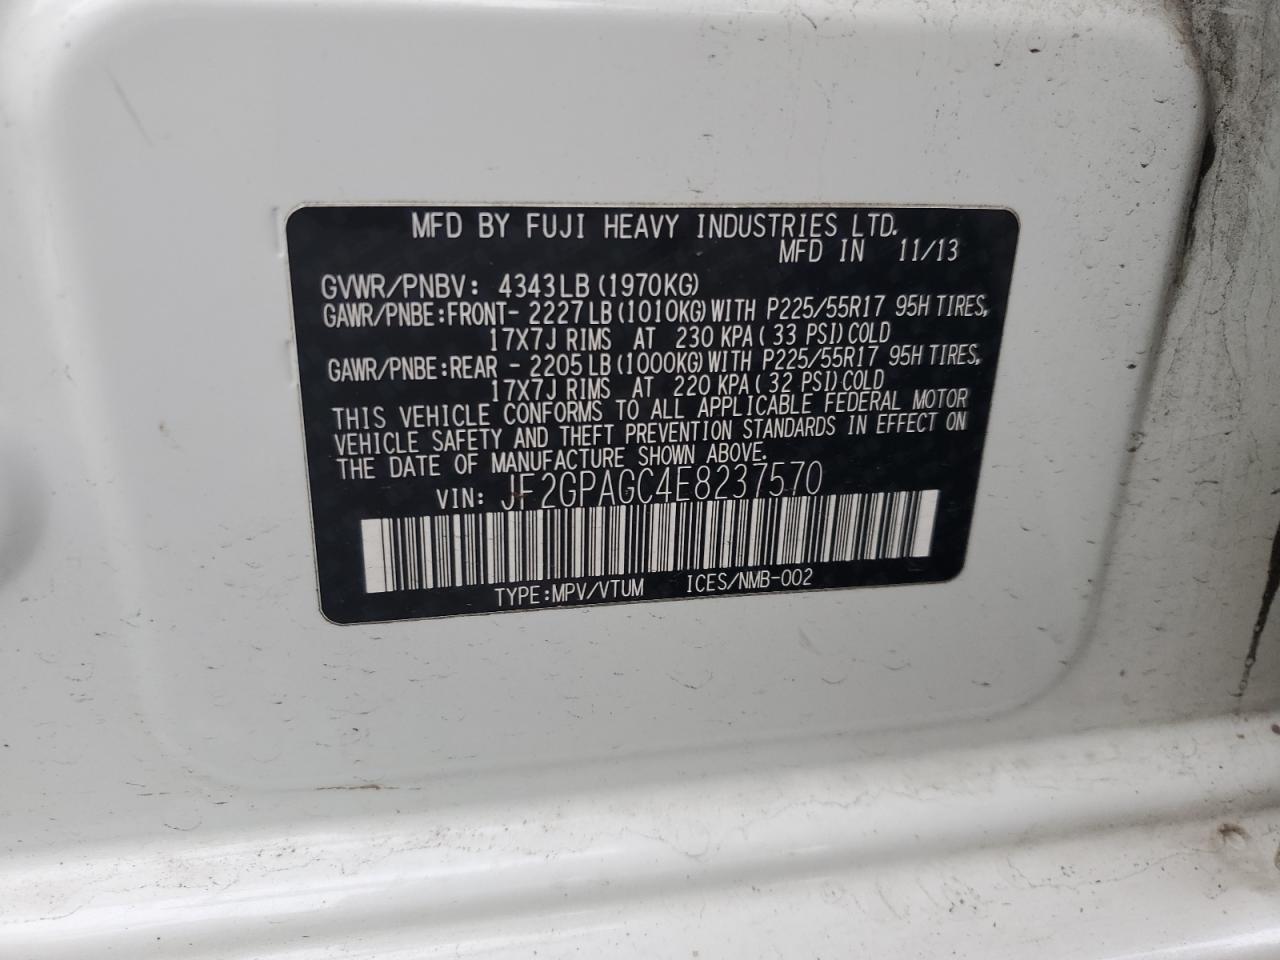 MFD BY FUJI HEAVY INDUSTRIES LTD.
MFD IN 11/13
GVWR/PNBV: 4343LB (1970KG)
GAWR/PNBE:FRONT- 2227LB (1010KG) WITH P225/55R17 95H TIRES,
17X7J RIMS AT 230 KPA ( 33 PSI) COLD
GAWR/PNBE:REAR - 2205LB (1000KG) WITH P225/55R17 95H TIRES,
17X7J RIMS AT 220 KPA ( 32 PSI) COLD
THIS VEHICLE CONFORMS TO ALL APPLICABLE FEDERAL MOTOR
VEHICLE SAFETY AND THEFT PREVENTION STANDARDS IN EFFECT ON
THE DATE OF MANUFACTURE SHOWN ABOVE.
VIN: JF2GPAGC4E8237570
TYPE:MPV/VTUM ICES/NMB-002